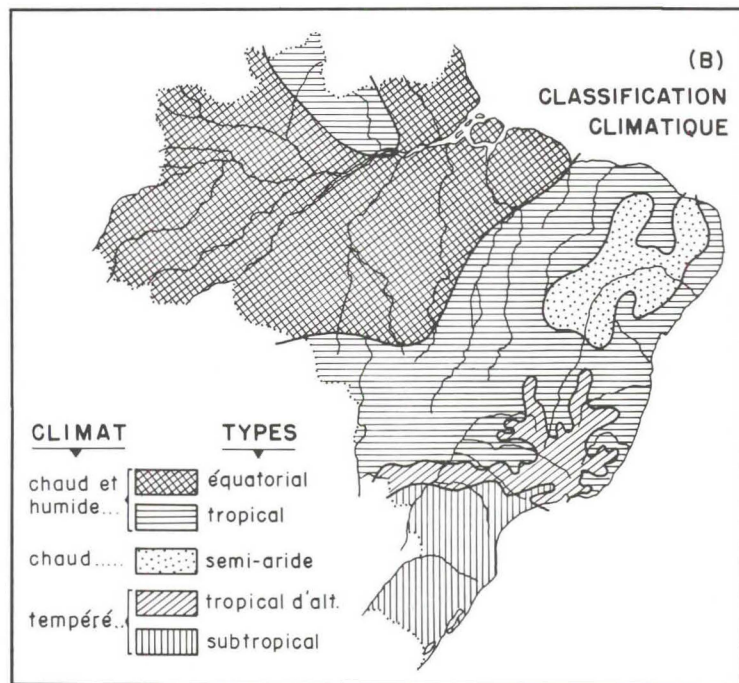 (B)
CLASSIFICATION
CLIMATIQUE
CLIMAT TYPES
chaud et
humide...
équatorial
tropical
chaud..... semi-aride
tempéré..
tropical d'alt.
subtropical